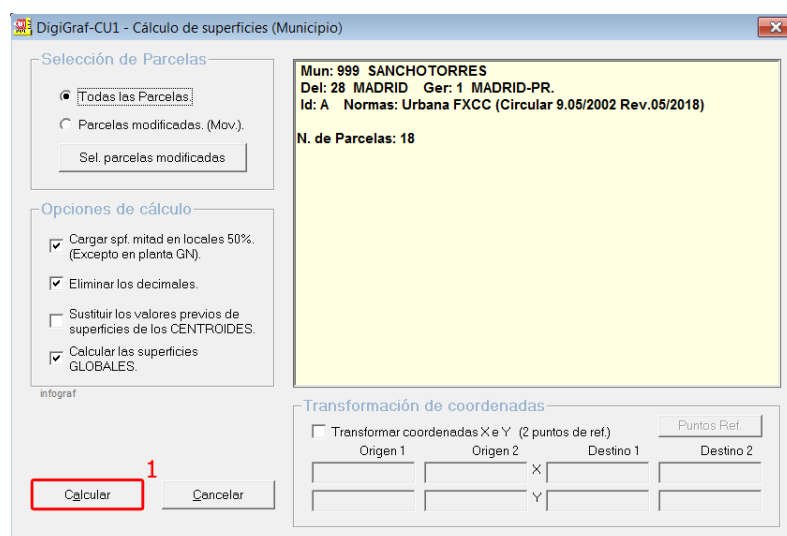 DigiGraf-CU1 - Cálculo de superficies (Municipio)
Selección de Parcelas
Todas las Parcelas.
Parcelas modificadas. (Mov.).
Sel. parcelas modificadas
Opciones de cálculo
Cargar spf. mitad en locales 50%.
(Excepto en planta GN).
Eliminar los decimales.
Sustituir los valores previos de
superficies de los CENTROIDES.
Calcular las superficies
GLOBALES.
infograf
1
Calcular
Cancelar
Mun: 999 SANCHOTORRES
Del: 28 MADRID Ger: 1 MADRID-PR.
Id: A Normas: Urbana FXCC (Circular 9.05/2002 Rev.05/2018)
N. de Parcelas: 18
Transformación de coordenadas
Transformar coordenadas X e Y (2 puntos de ref.)
Puntos Ref.
Origen 1 Origen 2 Destino 1 Destino 2
X
Y